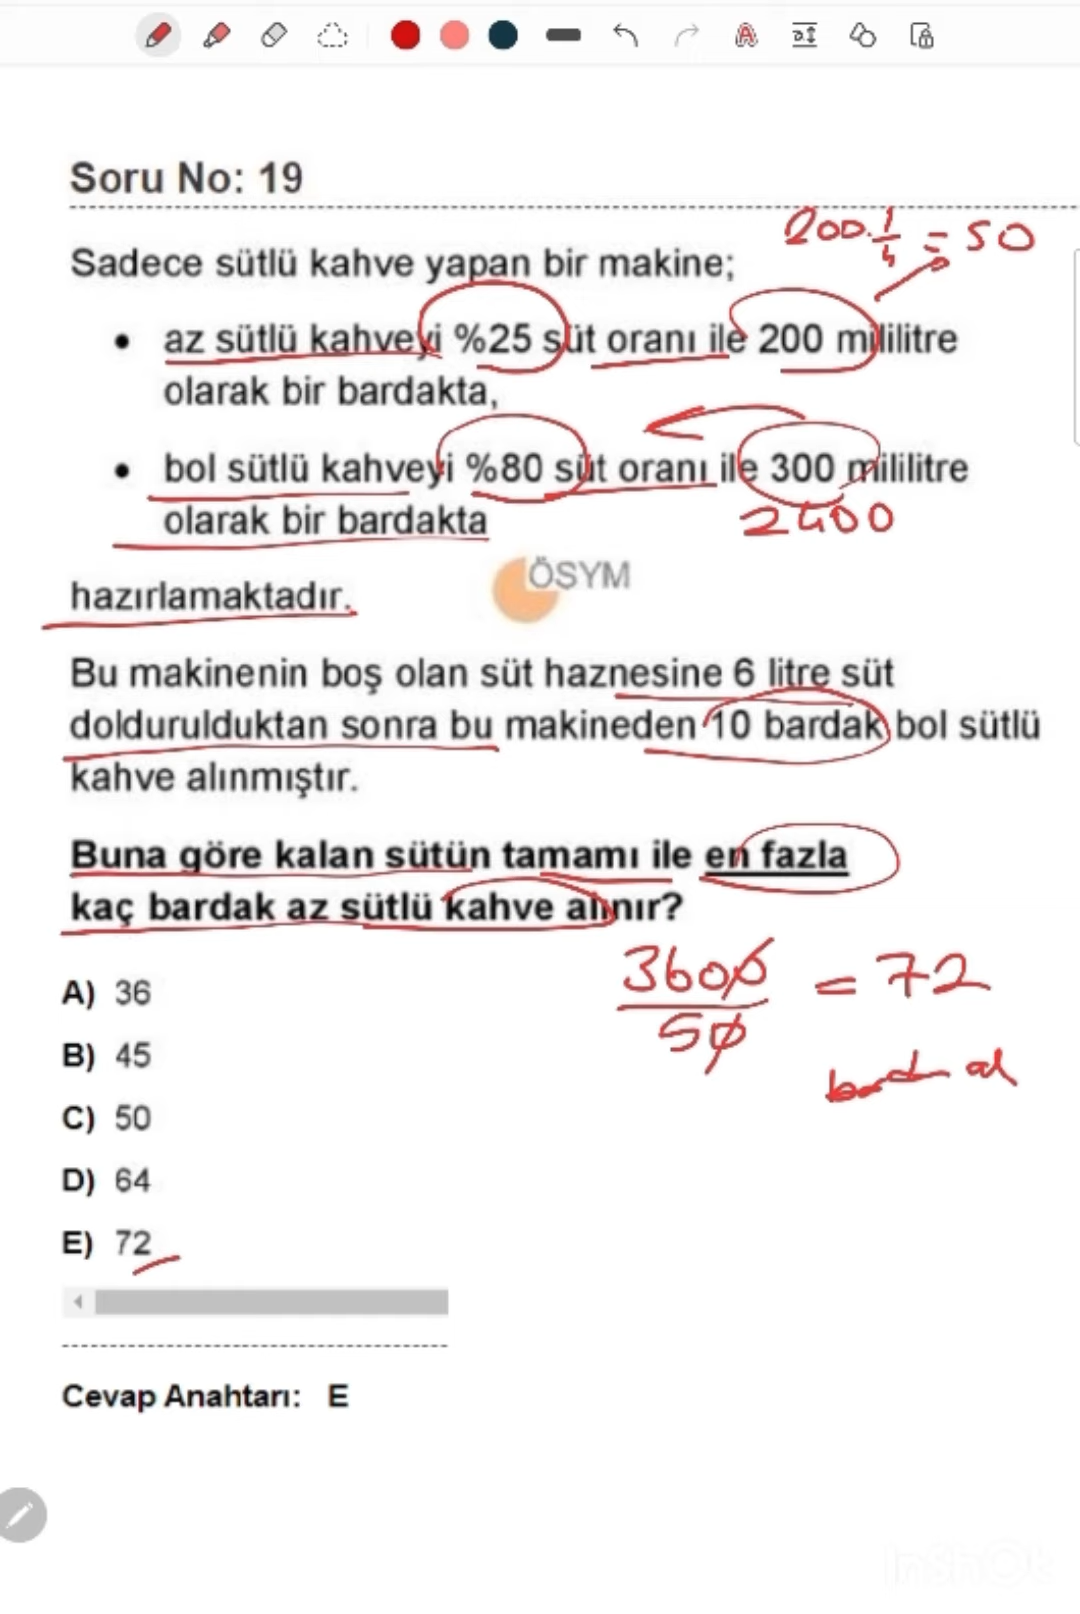 Soru No: 19
200.1/4 = 50
Sadece sütlü kahve yapan bir makine;
• az sütlü kahveyi %25 süt oranı ile 200 mililitre
olarak bir bardakta,
• bol sütlü kahveyi %80 süt oranı ile 300 mililitre
olarak bir bardakta
2400
ÖSYM
hazırlamaktadır.
Bu makinenin boş olan süt haznesine 6 litre süt
doldurulduktan sonra bu makineden 10 bardak bol sütlü
kahve alınmıştır.
Buna göre kalan sütün tamamı ile en fazla
kaç bardak az sütlü kahve alınır?
3600/50 = 72
bardak
A) 36
B) 45
C) 50
D) 64
E) 72
Cevap Anahtarı: E
InShOt